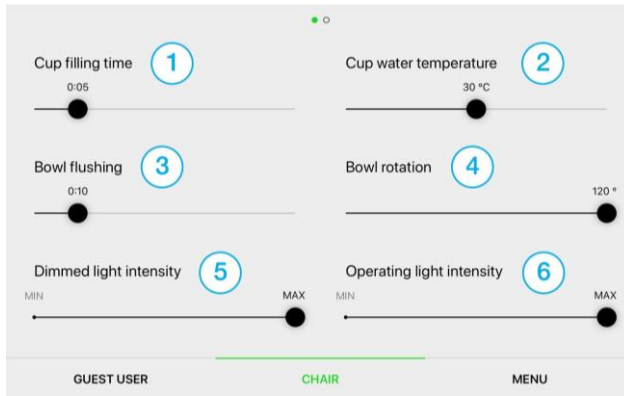 Cup filling time 1
0:05
Cup water temperature 2
30 °C
Bowl flushing 3
0:10
Bowl rotation 4
120 °
Dimmed light intensity 5
MIN MAX
Operating light intensity 6
MIN MAX
GUEST USER CHAIR MENU